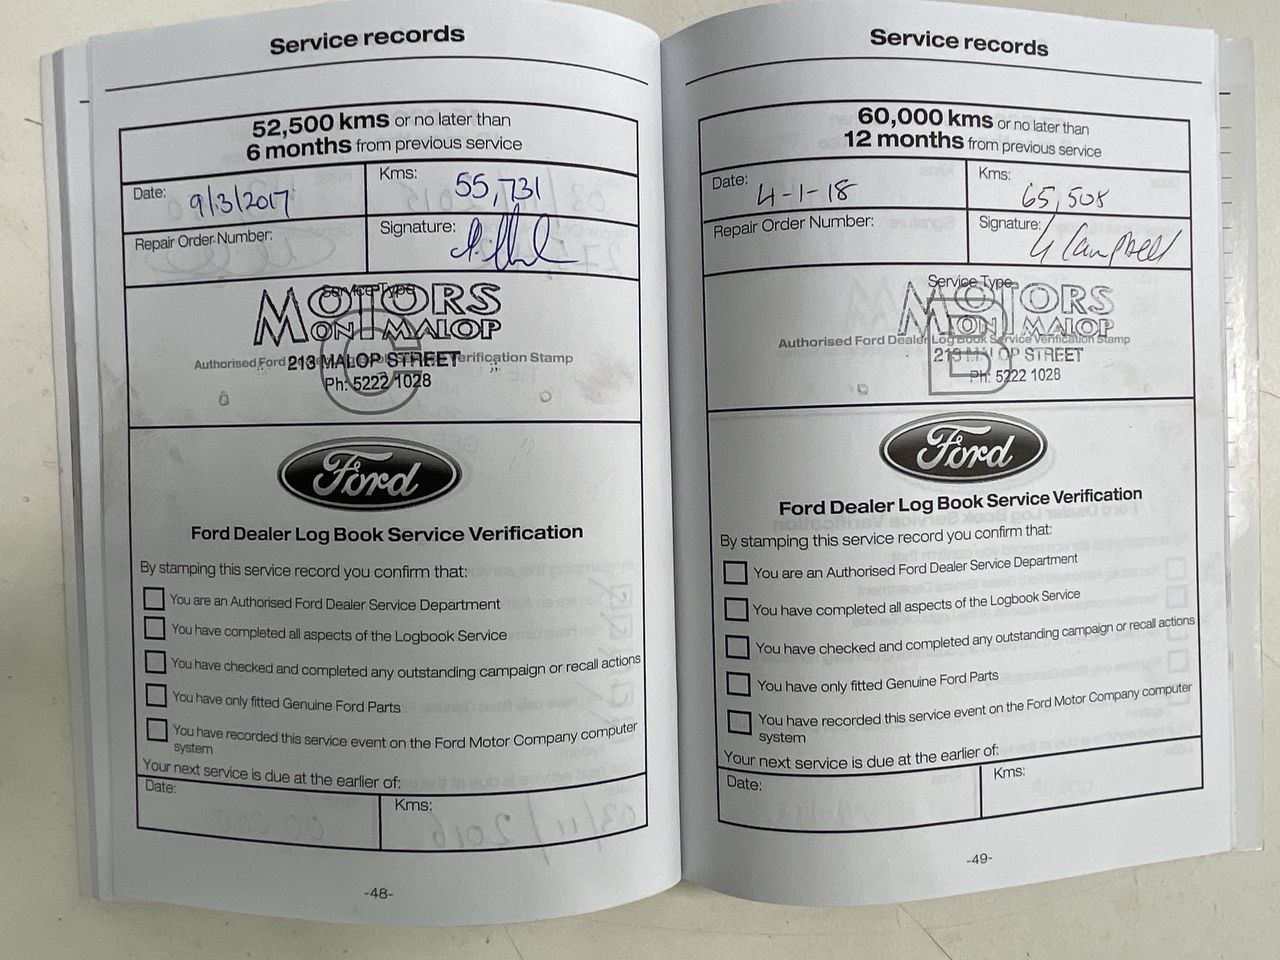 Service records
52,500 kms or no later than
6 months from previous service
Date: 9/3/2017
Kms: 55,731
Repair Order Number:
Signature:
Service Type
C
MOTORS
ON MALOP
Authorised Ford Dealer Log Book Service Verification Stamp
213 MALOP STREET
Ph: 5222 1028
Ford
Ford Dealer Log Book Service Verification
By stamping this service record you confirm that:
You are an Authorised Ford Dealer Service Department
You have completed all aspects of the Logbook Service
You have checked and completed any outstanding campaign or recall actions
You have only fitted Genuine Ford Parts
You have recorded this service event on the Ford Motor Company computer
system
Your next service is due at the earlier of:
Date:
Kms:
-48-
Service records
60,000 kms or no later than
12 months from previous service
Date: 4-1-18
Kms: 65,508
Repair Order Number:
Signature: Campbell
Service Type
B
MOTORS
ON MALOP
Authorised Ford Dealer Log Book Service Verification Stamp
213 MALOP STREET
Ph: 5222 1028
Ford
Ford Dealer Log Book Service Verification
By stamping this service record you confirm that:
You are an Authorised Ford Dealer Service Department
You have completed all aspects of the Logbook Service
You have checked and completed any outstanding campaign or recall actions
You have only fitted Genuine Ford Parts
You have recorded this service event on the Ford Motor Company computer
system
Your next service is due at the earlier of:
Date:
Kms:
-49-